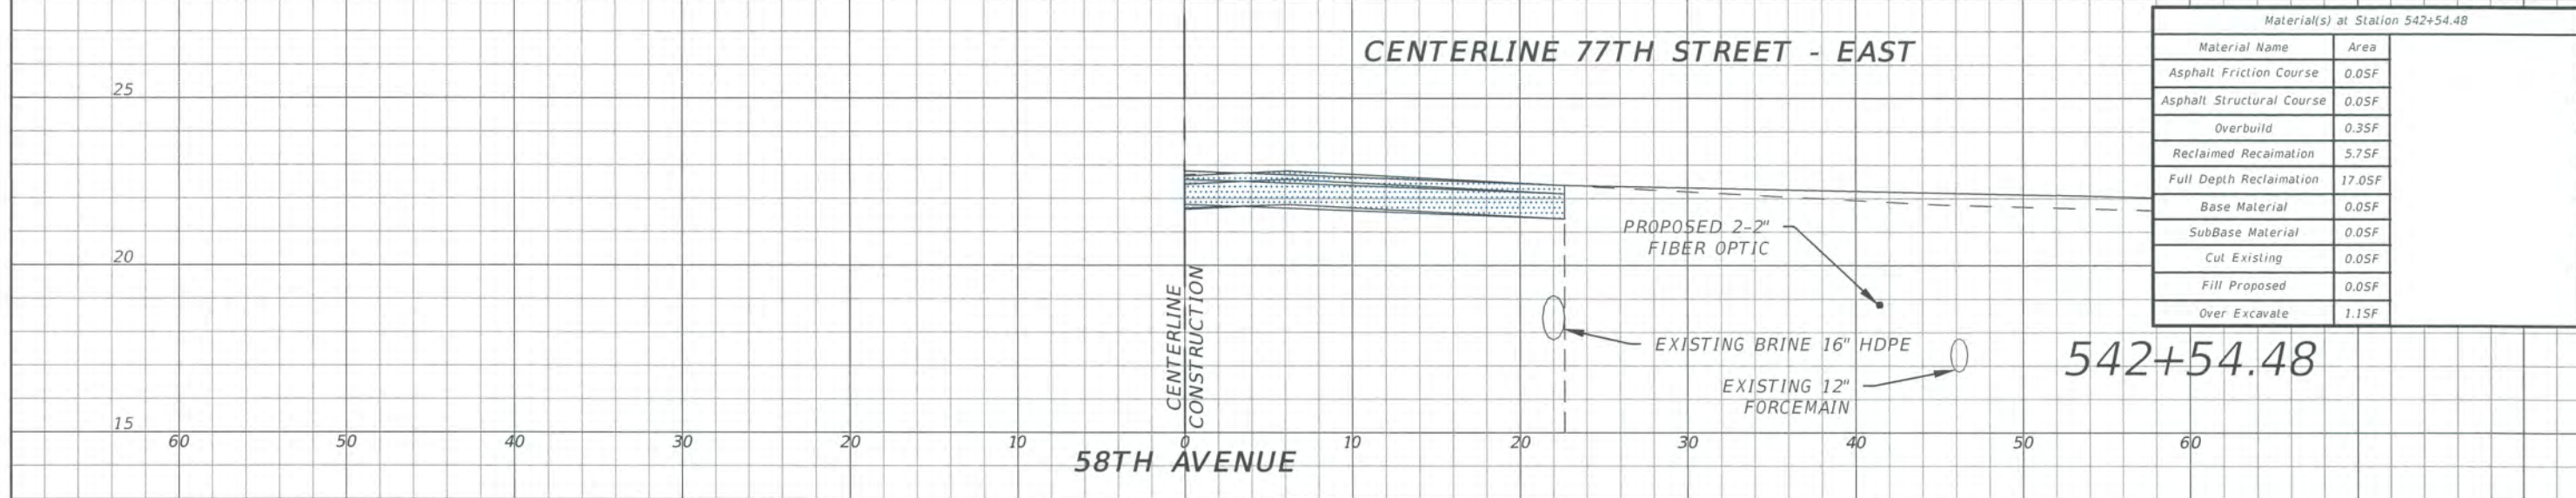 CENTERLINE 77TH STREET - EAST
Material(s) at Station 542+54.48
Material Name Area
Asphalt Friction Course 0.0SF
Asphalt Structural Course 0.0SF
Overbuild 0.3SF
Reclaimed Recaimation 5.7SF
Full Depth Reclaimation 17.0SF
Base Material 0.0SF
SubBase Material 0.0SF
Cut Existing 0.0SF
Fill Proposed 0.0SF
Over Excavate 1.1SF
25
20
15
PROPOSED 2-2"
FIBER OPTIC
CENTERLINE
CONSTRUCTION
EXISTING BRINE 16" HDPE
EXISTING 12"
FORCEMAIN
542+54.48
60 50 40 30 20 10 0 10 20 30 40 50 60
58TH AVENUE